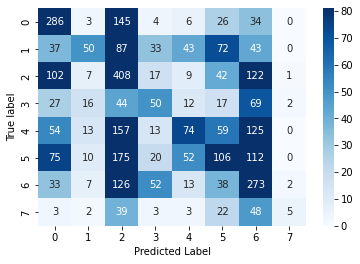 0 286 3 145 4 6 26 34 0
1 37 50 87 33 43 72 43 0
2 102 7 408 17 9 42 122 1
3 27 16 44 50 12 17 69 2
4 54 13 157 13 74 59 125 0
5 75 10 175 20 52 106 112 0
6 33 7 126 52 13 38 273 2
7 3 2 39 3 3 22 48 5
0 1 2 3 4 5 6 7
Predicted Label
True label
80
70
60
50
40
30
20
10
0